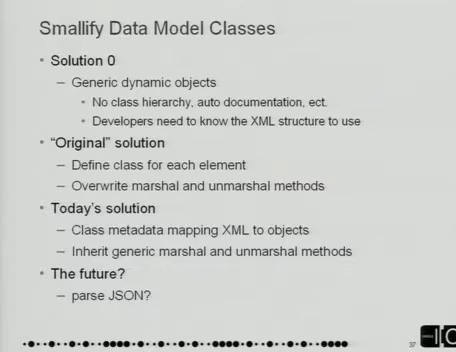 Smallify Data Model Classes
• Solution 0
– Generic dynamic objects
• No class hierarchy, auto documentation, ect.
• Developers need to know the XML structure to use
• “Original” solution
– Define class for each element
– Overwrite marshal and unmarshal methods
• Today’s solution
– Class metadata mapping XML to objects
– Inherit generic marshal and unmarshal methods
• The future?
– parse JSON?
37